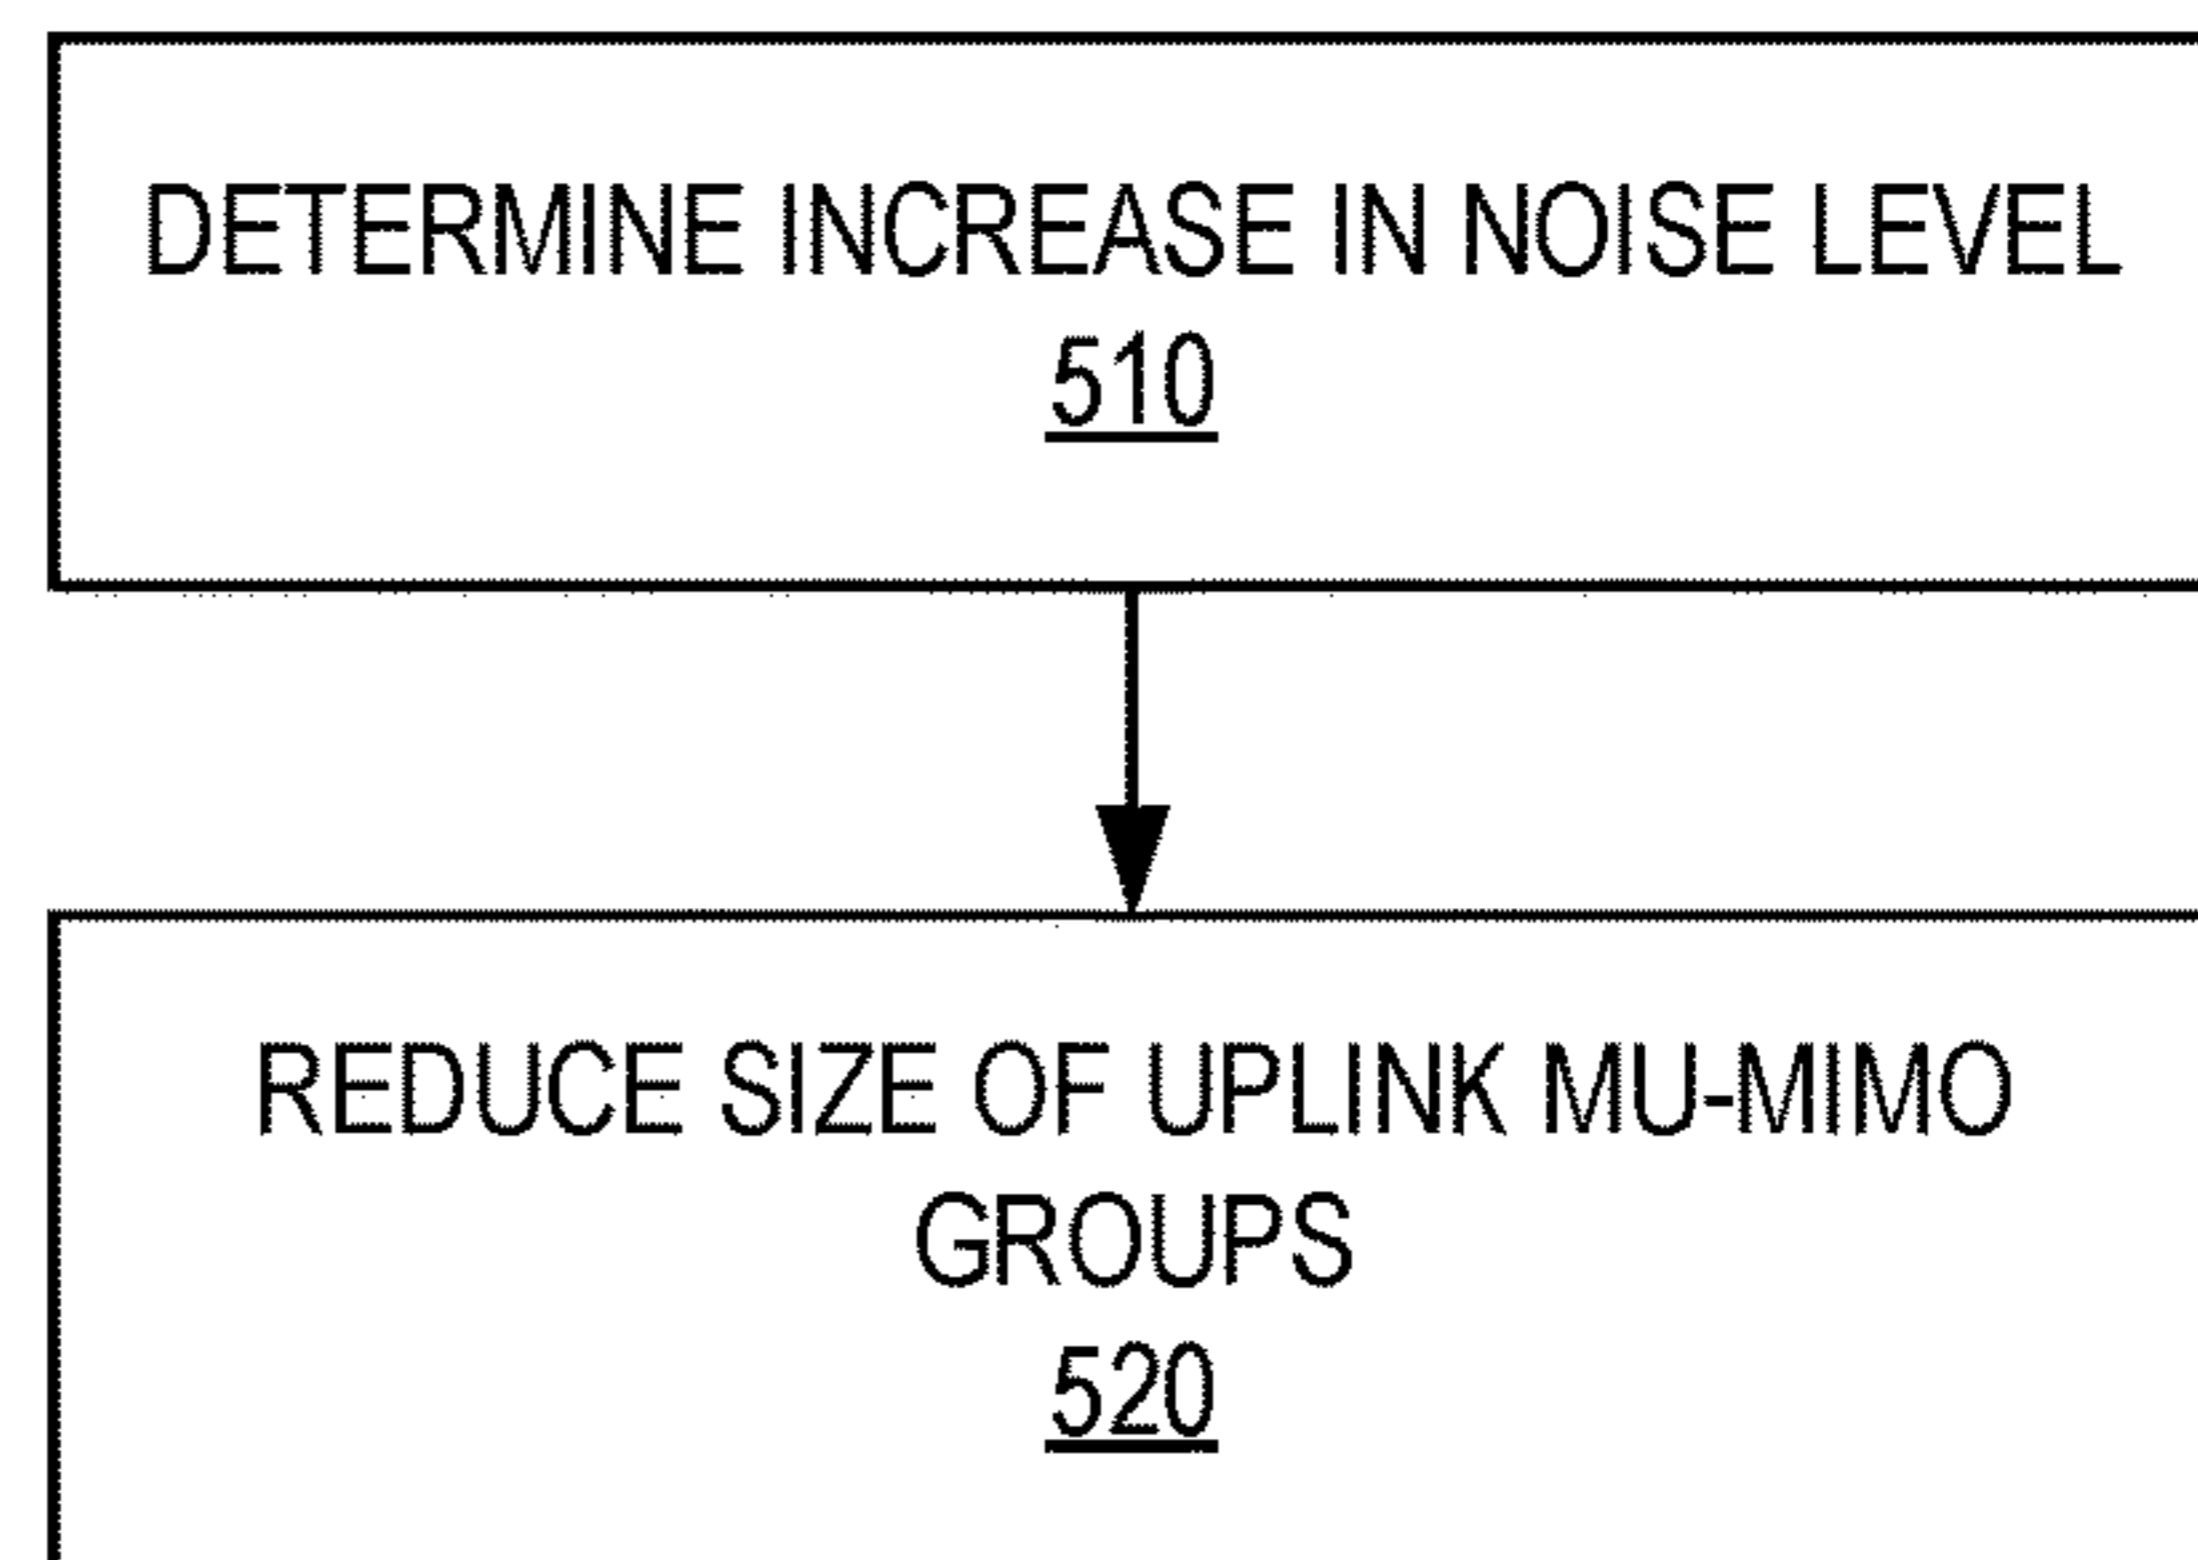 DETERMINE INCREASE IN NOISE LEVEL
510
REDUCE SIZE OF UPLINK MU-MIMO
GROUPS
520